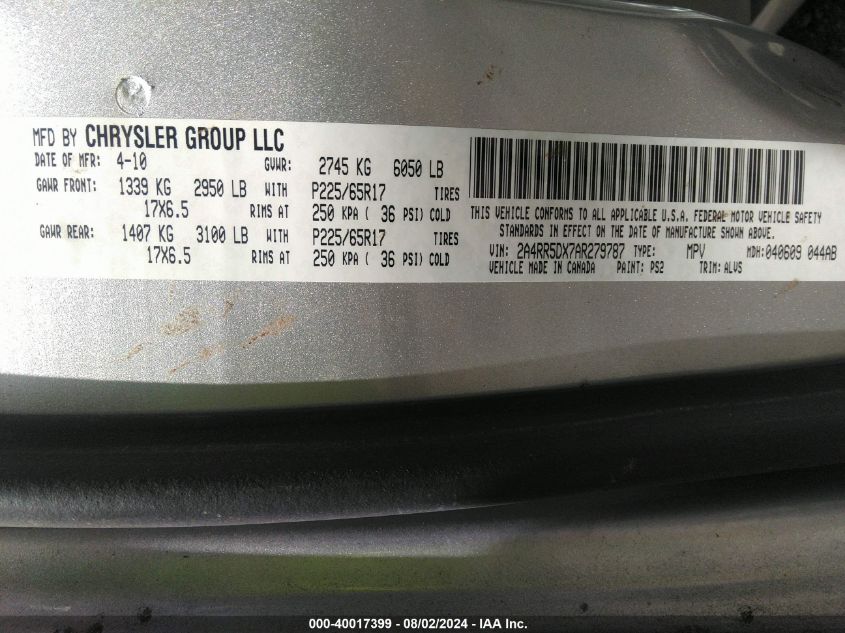 MFD BY CHRYSLER GROUP LLC
DATE OF MFR: 4-10 GVWR: 2745 KG 6050 LB
GAWR FRONT: 1339 KG 2950 LB WITH P225/65R17 TIRES
17X6.5 RIMS AT 250 KPA ( 36 PSI) COLD
GAWR REAR: 1407 KG 3100 LB WITH P225/65R17 TIRES
17X6.5 RIMS AT 250 KPA ( 36 PSI) COLD
THIS VEHICLE CONFORMS TO ALL APPLICABLE U.S.A. FEDERAL MOTOR VEHICLE SAFETY
STANDARDS IN EFFECT ON THE DATE OF MANUFACTURE SHOWN ABOVE.
VIN: 2A4RR5DX7AR279787 TYPE: MPV MDH: 040609 044AB
VEHICLE MADE IN CANADA PAINT: PS2 TRIM: ALVS
000-40017399 - 08/02/2024 - IAA Inc.